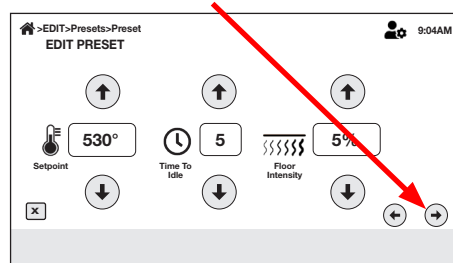 >EDIT>Presets>Preset
9:04AM
EDIT PRESET
530°
5
5%
Setpoint
Time To
Idle
Floor
Intensity
x